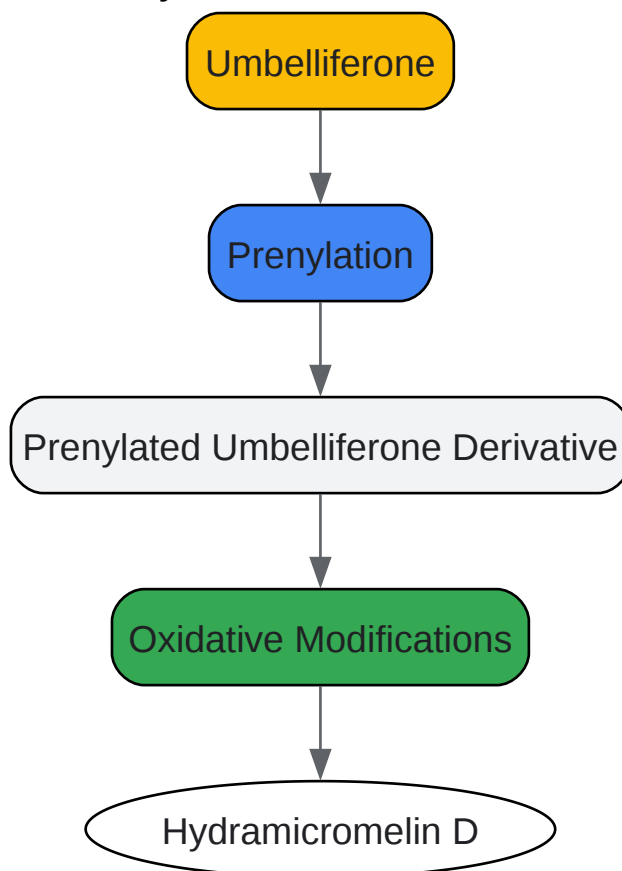 Umbelliferone
Prenylation
Prenylated Umbelliferone Derivative
Oxidative Modifications
Hydramicromelin D